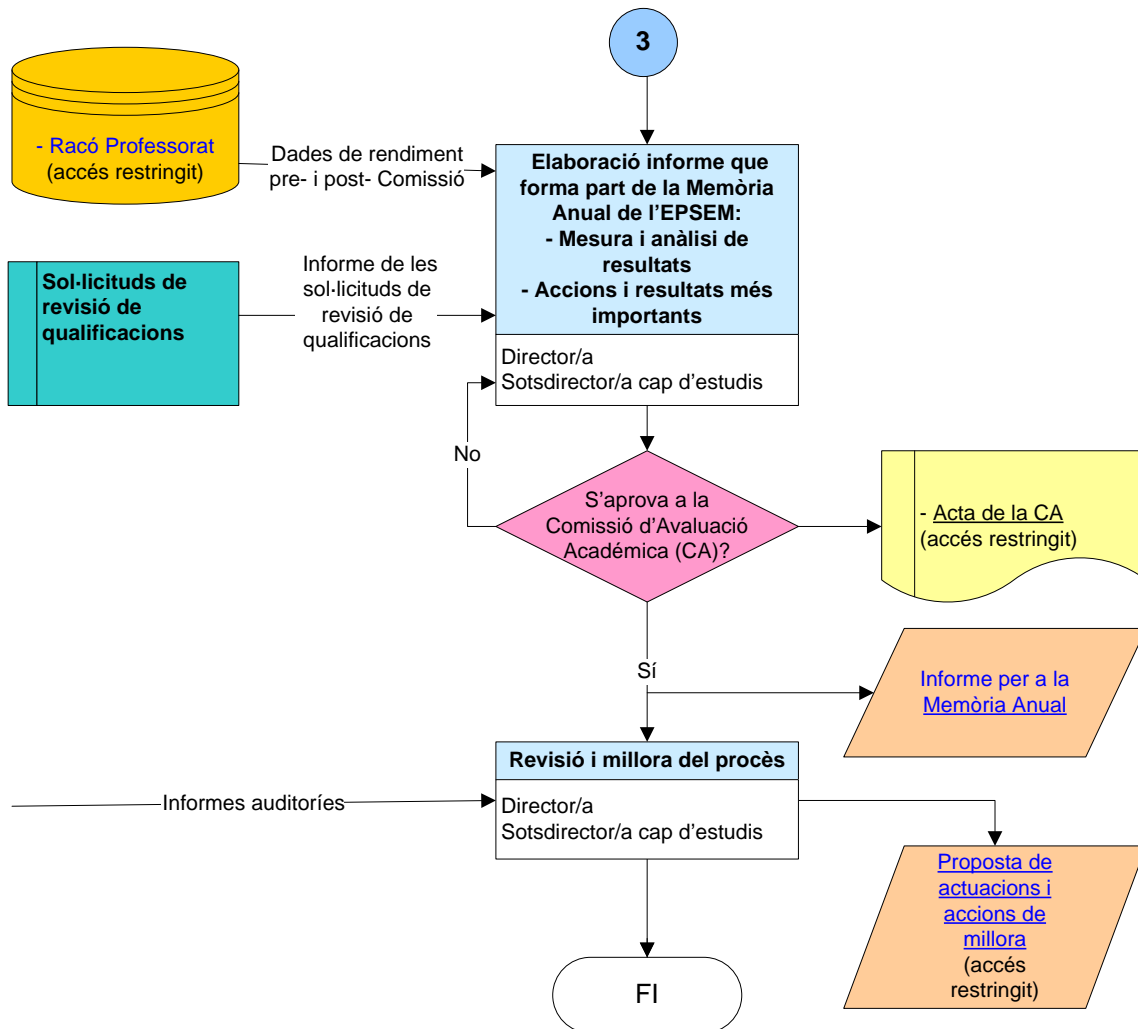 3
- Racó Professorat
(accés restringit)
Dades de rendiment
pre- i post- Comissió
Elaboració informe que
forma part de la Memòria
Anual de l’EPSEM:
- Mesura i anàlisi de
resultats
- Accions i resultats més
importants
Sol·licituds de
revisió de
qualificacions
Informe de les
sol·licituds de
revisió de
qualificacions
Director/a
Sotsdirector/a cap d’estudis
No
S’aprova a la
Comissió d’Avaluació
Académica (CA)?
- Acta de la CA
(accés restringit)
Sí
Informe per a la
Memòria Anual
Revisió i millora del procès
Informes auditoríes
Director/a
Sotsdirector/a cap d’estudis
Proposta de
actuacions i
accions de
millora
(accés
restringit)
FI